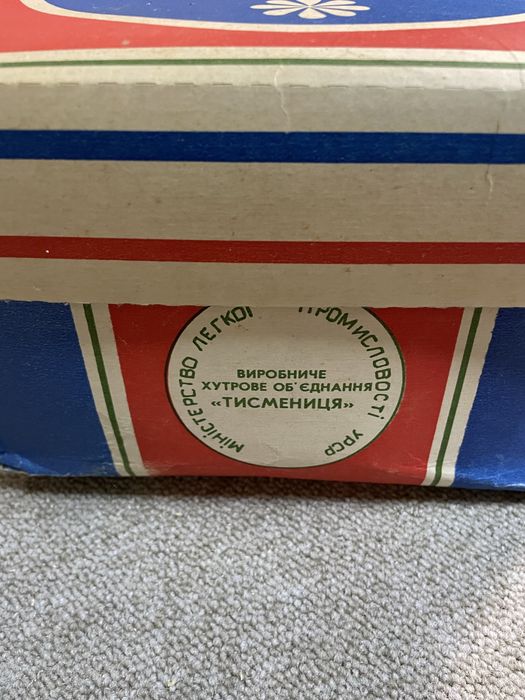 МІНІСТЕРСТВО ЛЕГКОЇ ПРОМИСЛОВОСТІ УРСР
ВИРОБНИЧЕ
ХУТРОВЕ ОБ'ЄДНАННЯ
«ТИСМЕНИЦЯ»